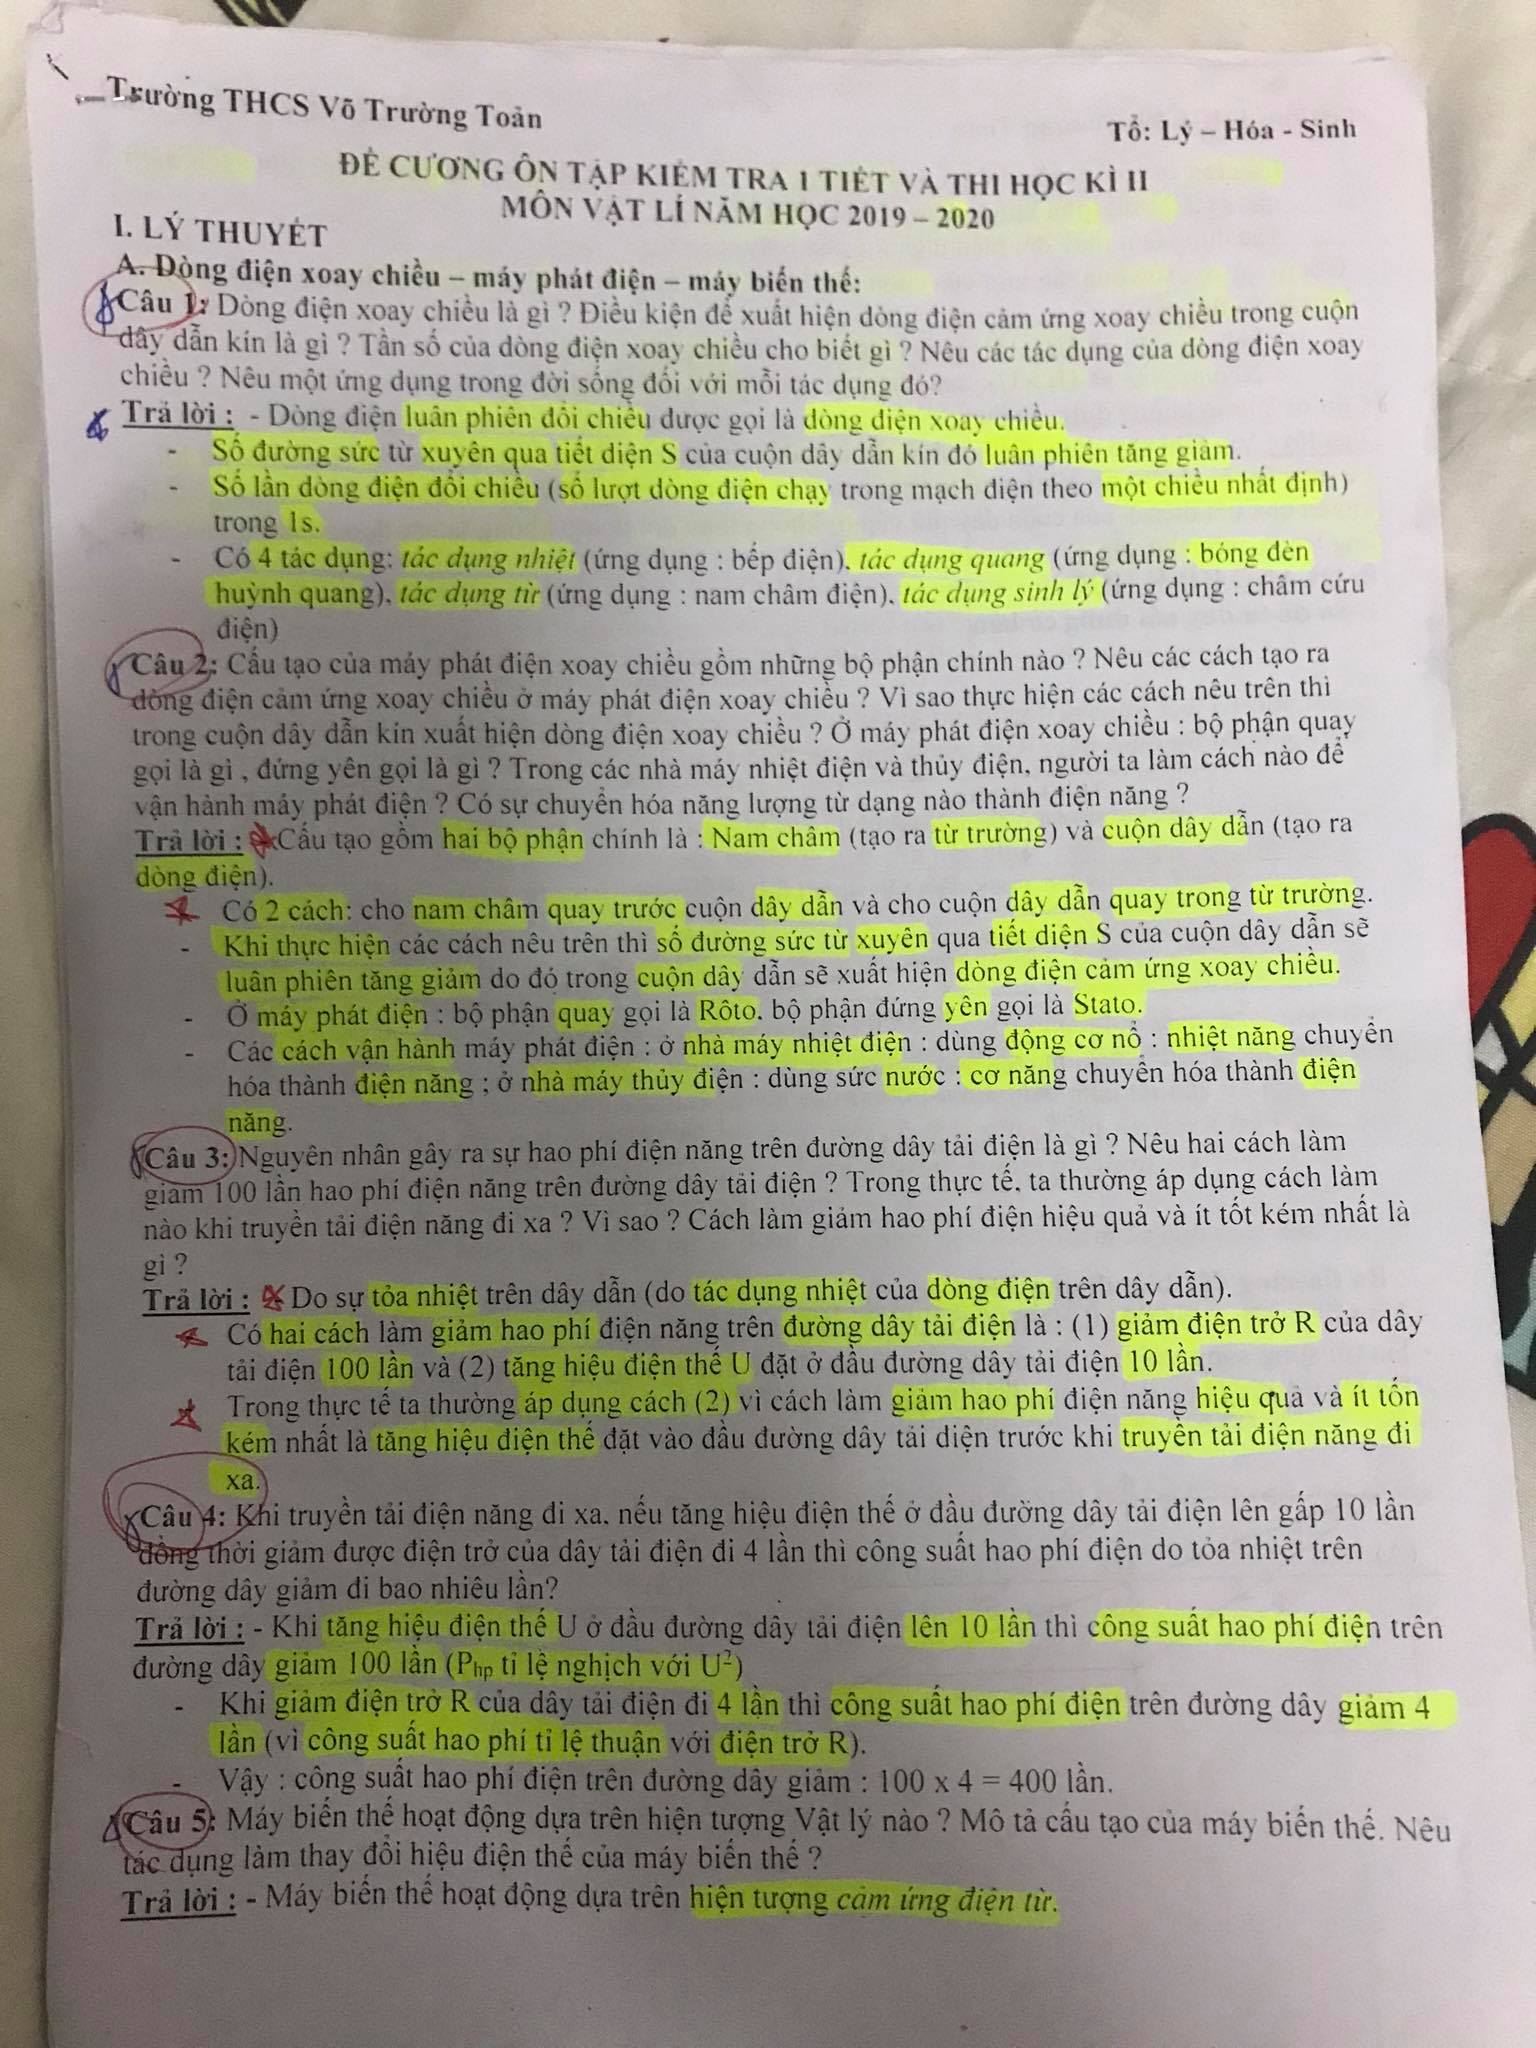 Trường THCS Võ Trường Toản
Tổ: Lý – Hóa - Sinh
ĐỀ CƯƠNG ÔN TẬP KIỂM TRA 1 TIẾT VÀ THI HỌC KÌ II
MÔN VẬT LÍ NĂM HỌC 2019 – 2020
I. LÝ THUYẾT
A. Dòng điện xoay chiều – máy phát điện – máy biến thế:
Câu 1: Dòng điện xoay chiều là gì ? Điều kiện để xuất hiện dòng điện cảm ứng xoay chiều trong cuộn
dây dẫn kín là gì ? Tần số của dòng điện xoay chiều cho biết gì ? Nêu các tác dụng của dòng điện xoay
chiều ? Nêu một ứng dụng trong đời sống đối với mỗi tác dụng đó?
Trả lời : - Dòng điện luân phiên đổi chiều được gọi là dòng điện xoay chiều.
- Số đường sức từ xuyên qua tiết diện S của cuộn dây dẫn kín đó luân phiên tăng giảm.
- Số lần dòng điện đổi chiều (số lượt dòng điện chạy trong mạch điện theo một chiều nhất định)
trong 1s.
- Có 4 tác dụng: tác dụng nhiệt (ứng dụng : bếp điện), tác dụng quang (ứng dụng : bóng đèn
huỳnh quang), tác dụng từ (ứng dụng : nam châm điện), tác dụng sinh lý (ứng dụng : châm cứu
điện)
Câu 2: Cấu tạo của máy phát điện xoay chiều gồm những bộ phận chính nào ? Nêu các cách tạo ra
dòng điện cảm ứng xoay chiều ở máy phát điện xoay chiều ? Vì sao thực hiện các cách nêu trên thì
trong cuộn dây dẫn kín xuất hiện dòng điện xoay chiều ? Ở máy phát điện xoay chiều : bộ phận quay
gọi là gì , đứng yên gọi là gì ? Trong các nhà máy nhiệt điện và thủy điện, người ta làm cách nào để
vận hành máy phát điện ? Có sự chuyển hóa năng lượng từ dạng nào thành điện năng ?
Trả lời : Cấu tạo gồm hai bộ phận chính là : Nam châm (tạo ra từ trường) và cuộn dây dẫn (tạo ra
dòng điện).
Có 2 cách: cho nam châm quay trước cuộn dây dẫn và cho cuộn dây dẫn quay trong từ trường.
- Khi thực hiện các cách nêu trên thì số đường sức từ xuyên qua tiết diện S của cuộn dây dẫn sẽ
luân phiên tăng giảm do đó trong cuộn dây dẫn sẽ xuất hiện dòng điện cảm ứng xoay chiều.
- Ở máy phát điện : bộ phận quay gọi là Rôto, bộ phận đứng yên gọi là Stato.
- Các cách vận hành máy phát điện : ở nhà máy nhiệt điện : dùng động cơ nổ : nhiệt năng chuyển
hóa thành điện năng ; ở nhà máy thủy điện : dùng sức nước : cơ năng chuyển hóa thành điện
năng.
Câu 3: Nguyên nhân gây ra sự hao phí điện năng trên đường dây tải điện là gì ? Nêu hai cách làm
giảm 100 lần hao phí điện năng trên đường dây tải điện ? Trong thực tế, ta thường áp dụng cách làm
nào khi truyền tải điện năng đi xa ? Vì sao ? Cách làm giảm hao phí điện hiệu quả và ít tốt kém nhất là
gì ?
Trả lời : Do sự tỏa nhiệt trên dây dẫn (do tác dụng nhiệt của dòng điện trên dây dẫn).
Có hai cách làm giảm hao phí điện năng trên đường dây tải điện là : (1) giảm điện trở R của dây
tải điện 100 lần và (2) tăng hiệu điện thế U đặt ở đầu đường dây tải điện 10 lần.
Trong thực tế ta thường áp dụng cách (2) vì cách làm giảm hao phí điện năng hiệu quả và ít tốn
kém nhất là tăng hiệu điện thế đặt vào đầu đường dây tải điện trước khi truyền tải điện năng đi
xa.
Câu 4: Khi truyền tải điện năng đi xa, nếu tăng hiệu điện thế ở đầu đường dây tải điện lên gấp 10 lần
đồng thời giảm được điện trở của dây tải điện đi 4 lần thì công suất hao phí điện do tỏa nhiệt trên
đường dây giảm đi bao nhiêu lần?
Trả lời : - Khi tăng hiệu điện thế U ở đầu đường dây tải điện lên 10 lần thì công suất hao phí điện trên
đường dây giảm 100 lần (Php tỉ lệ nghịch với U²)
- Khi giảm điện trở R của dây tải điện đi 4 lần thì công suất hao phí điện trên đường dây giảm 4
lần (vì công suất hao phí tỉ lệ thuận với điện trở R).
- Vậy : công suất hao phí điện trên đường dây giảm : 100 x 4 = 400 lần.
Câu 5: Máy biến thế hoạt động dựa trên hiện tượng Vật lý nào ? Mô tả cấu tạo của máy biến thế. Nêu
tác dụng làm thay đổi hiệu điện thế của máy biến thế ?
Trả lời : - Máy biến thế hoạt động dựa trên hiện tượng cảm ứng điện từ.